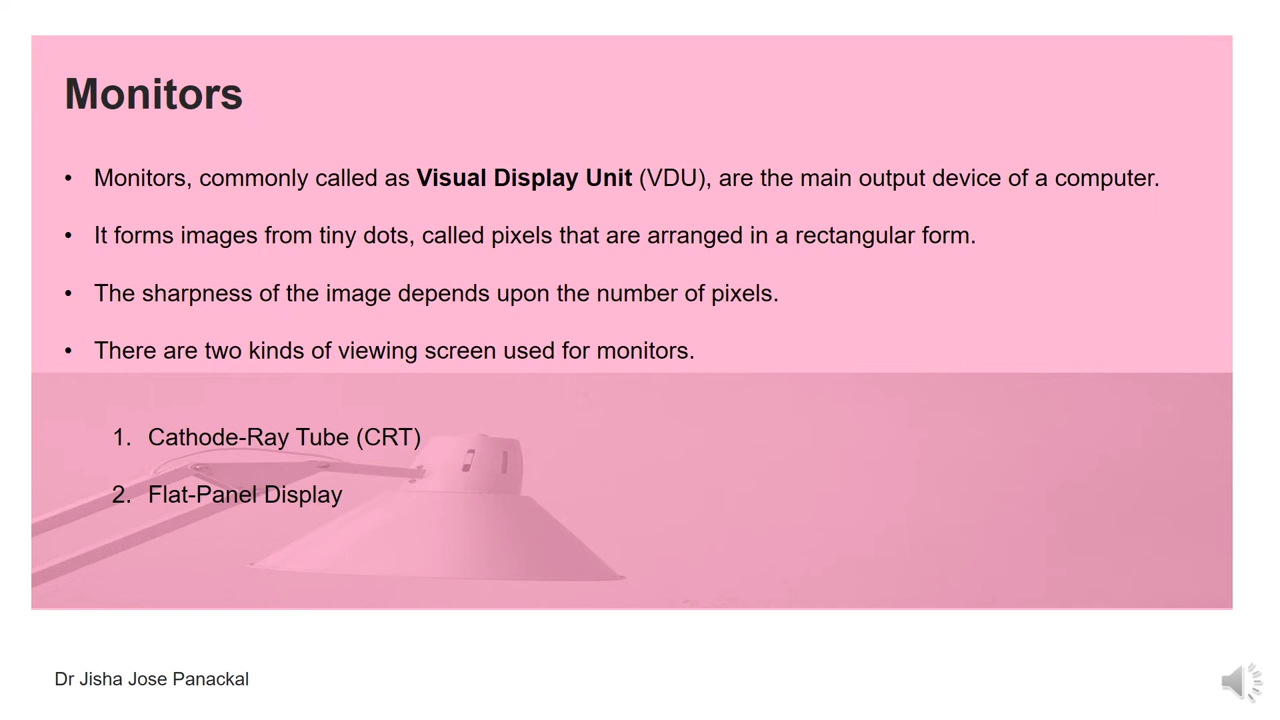 Monitors
• Monitors, commonly called as Visual Display Unit (VDU), are the main output device of a computer.
• It forms images from tiny dots, called pixels that are arranged in a rectangular form.
• The sharpness of the image depends upon the number of pixels.
• There are two kinds of viewing screen used for monitors.
1. Cathode-Ray Tube (CRT)
2. Flat-Panel Display
Dr Jisha Jose Panackal